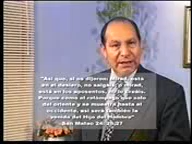 "Así que, si os dijeren: Mirad, está
en el desierto, no salgáis; o mirad,
está en los aposentos, no lo creáis.
Porque como el relámpago que sale
del oriente y se muestra hasta el
occidente, así será también la
venida del Hijo del Hombre"
San Mateo 24: 26,27